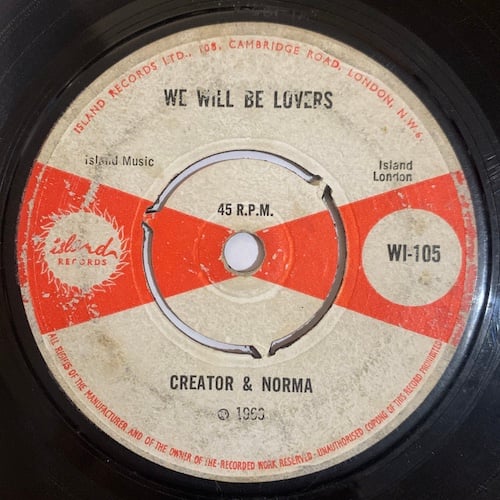 ISLAND RECORDS LTD., 108, CAMBRIDGE ROAD, LONDON, N.W.6.
WE WILL BE LOVERS
Island Music
Island
London
45 R.P.M.
island
RECORDS
WI-105
CREATOR & NORMA
℗ 1963
ALL RIGHTS OF THE MANUFACTURER AND OF THE OWNER OF THE RECORDED WORK RESERVED. UNAUTHORISED COPYING OF THIS RECORD PROHIBITED